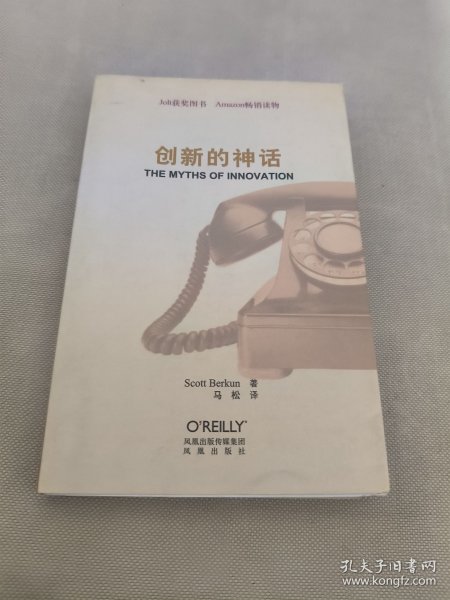 Jolt获奖图书 Amazon畅销读物
创新的神话
THE MYTHS OF INNOVATION
Scott Berkun 著
马松 译
O'REILLY®
凤凰出版传媒集团
凤凰出版社
孔夫子旧书网
www.kongfz.com